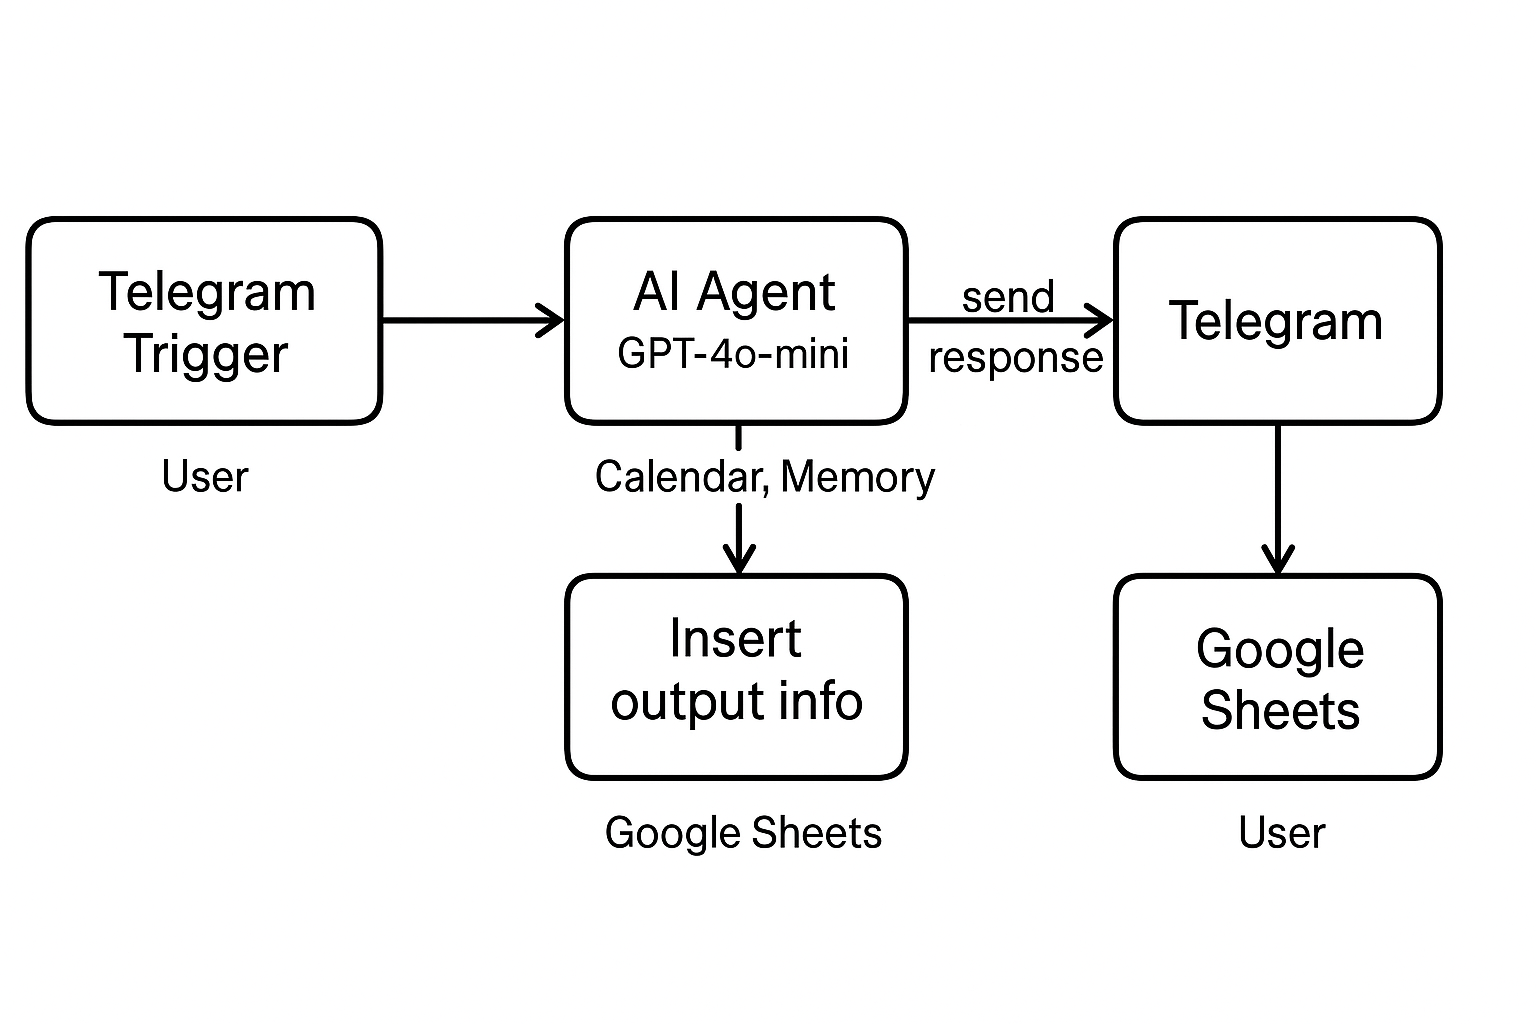 Telegram
Trigger
User
AI Agent
GPT-4o-mini
send
response
Telegram
Calendar, Memory
Insert
output info
Google Sheets
Google
Sheets
User